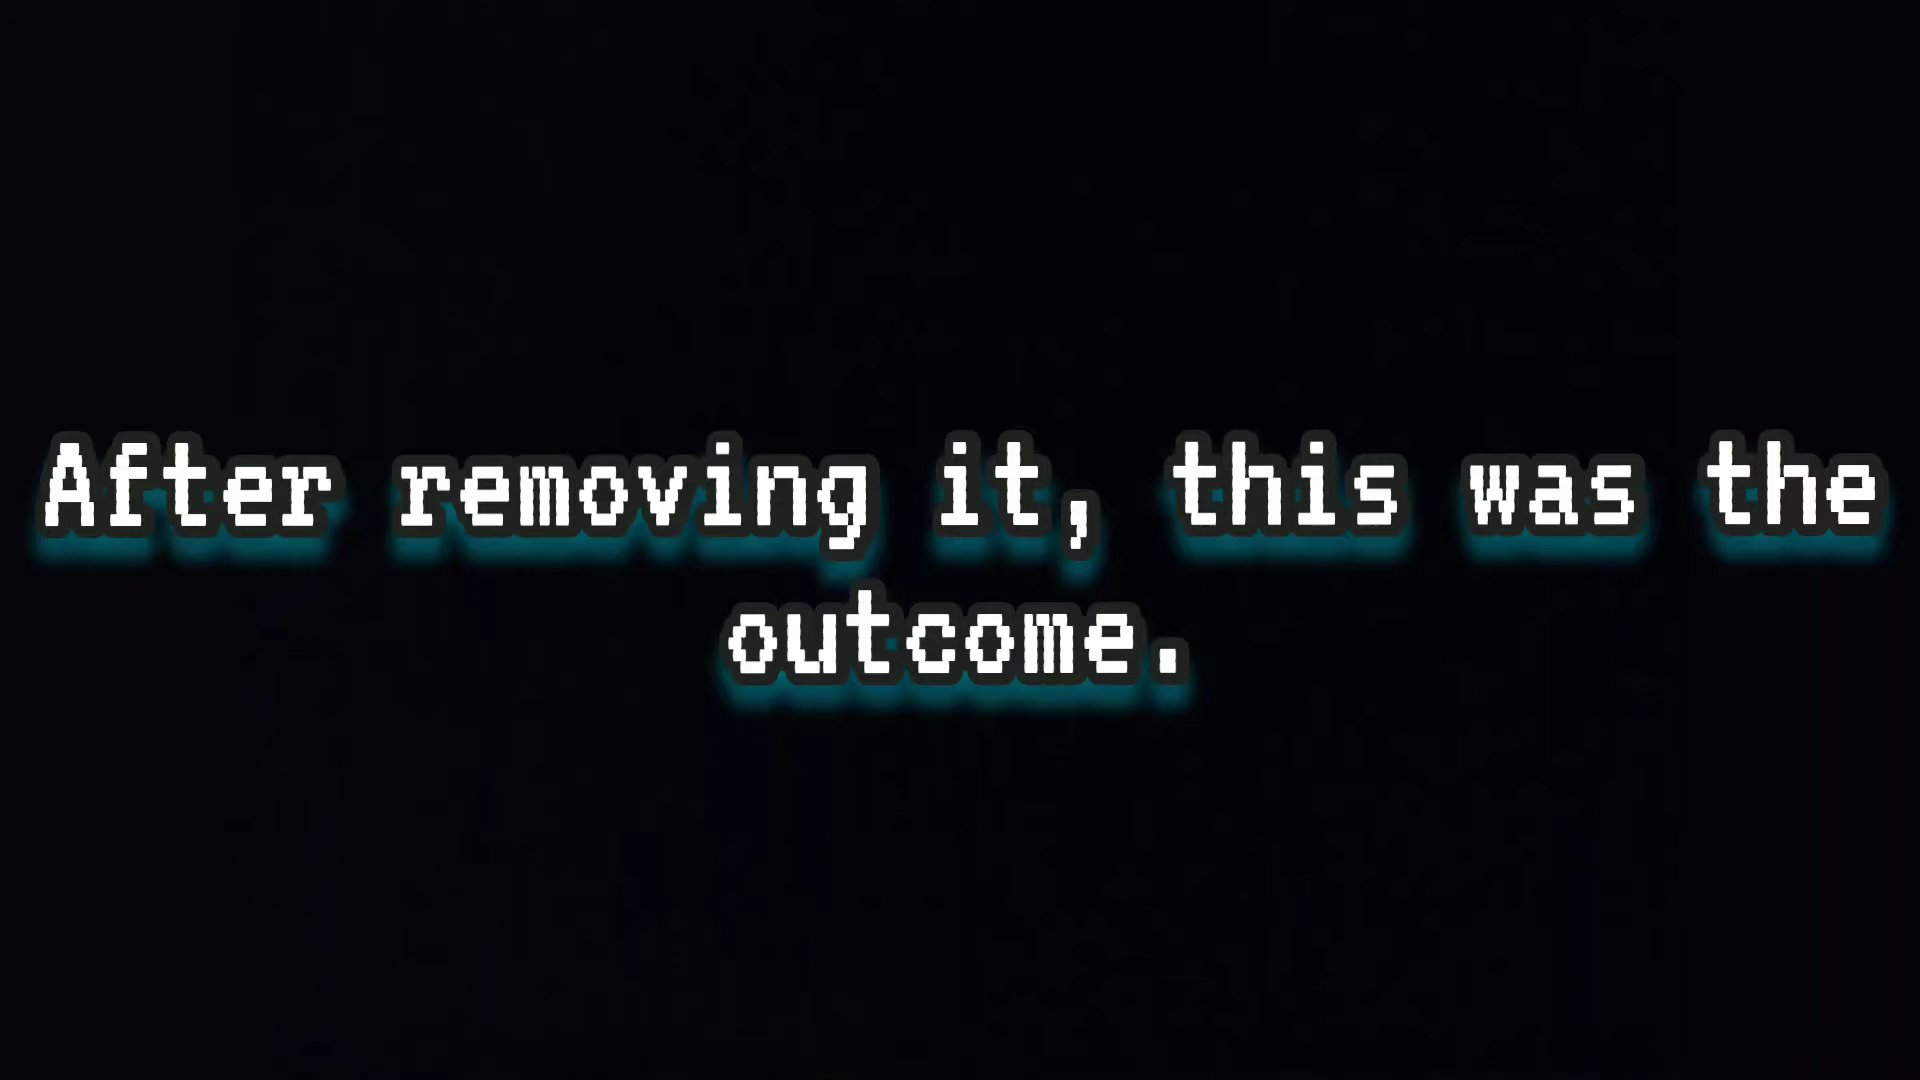 After removing it, this was the
outcome.